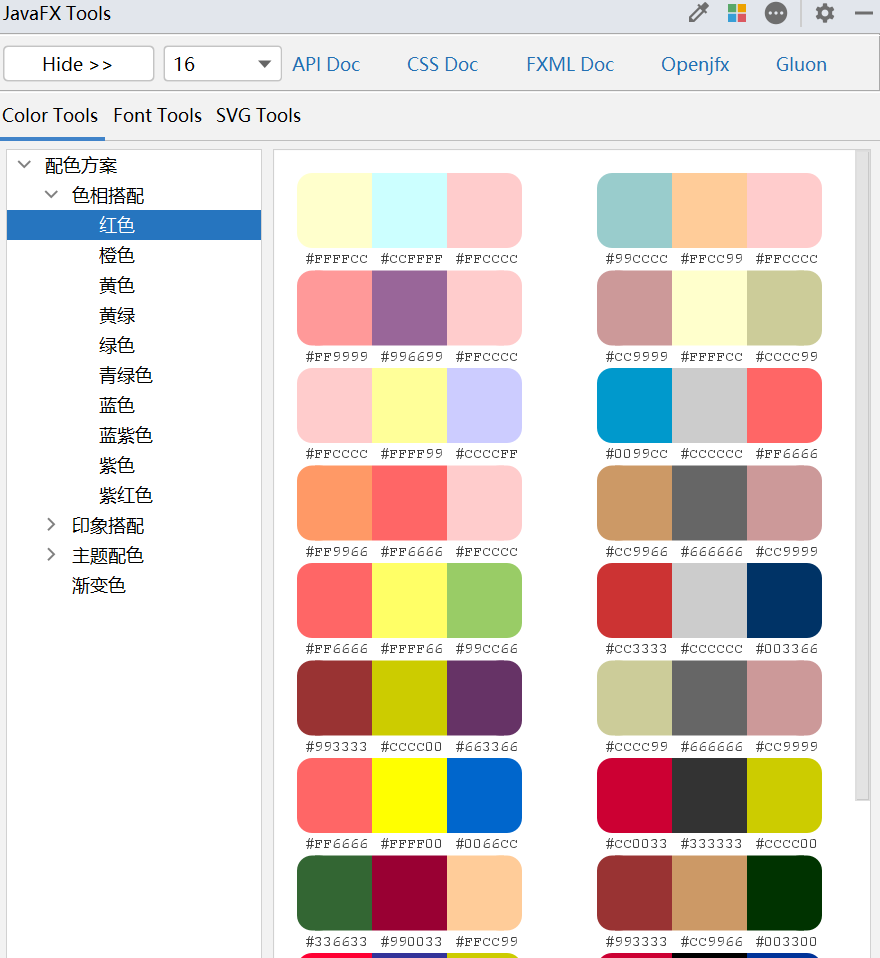 JavaFX Tools
Hide >> 16 API Doc CSS Doc FXML Doc Openjfx Gluon
Color Tools Font Tools SVG Tools
配色方案
色相搭配
红色
橙色
黄色
黄绿
绿色
青绿色
蓝色
蓝紫色
紫色
紫红色
印象搭配
主题配色
渐变色
#FFFFCC #CCFFFF #FFCCCC #99CCCC #FFCC99 #FFCCCC
#FF9999 #996699 #FFCCCC #CC9999 #FFFFCC #CCCC99
#FFCCCC #FFFF99 #CCCCFF #0099CC #CCCCCC #FF6666
#FF9966 #FF6666 #FFCCCC #CC9966 #666666 #CC9999
#FF6666 #FFFF66 #99CC66 #CC3333 #CCCCCC #003366
#993333 #CCCC00 #663366 #CCCC99 #666666 #CC9999
#FF6666 #FFFF00 #0066CC #CC0033 #333333 #CCCC00
#336633 #990033 #FFCC99 #993333 #CC9966 #003300